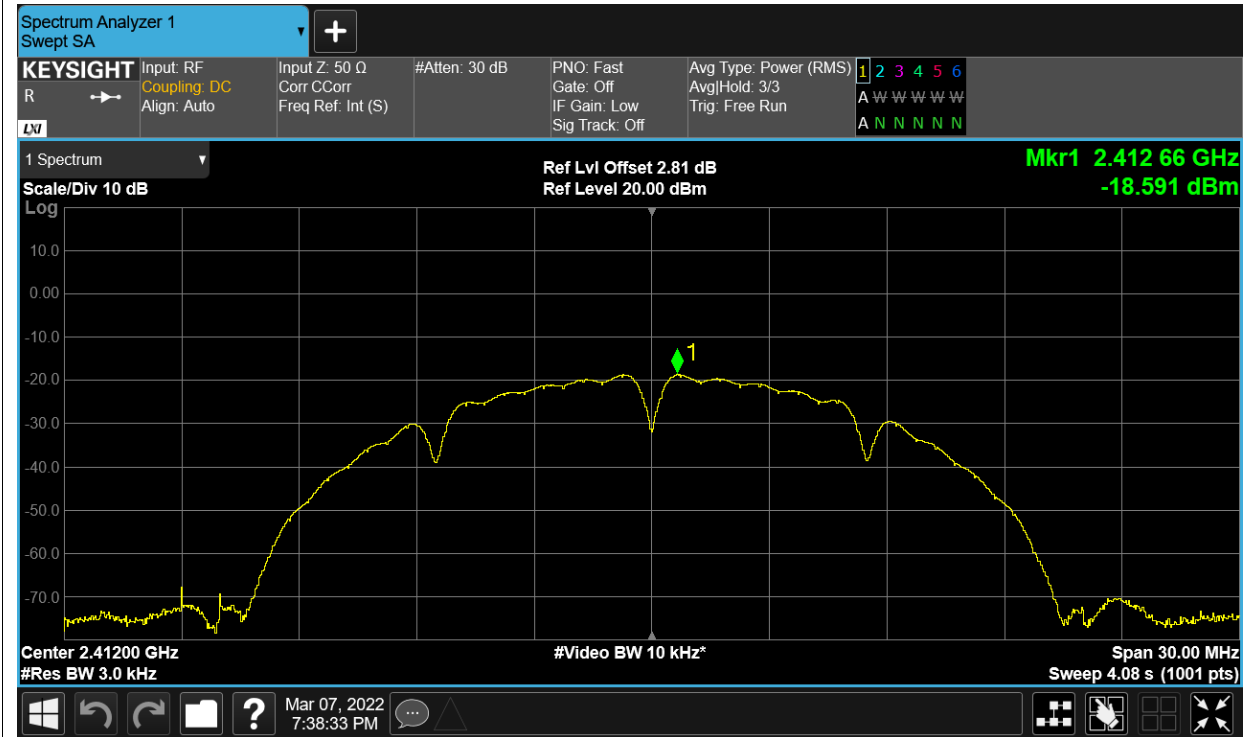 Spectrum Analyzer 1
Swept SA
KEYSIGHT
R
LXI
Input: RF
Coupling: DC
Align: Auto
Input Z: 50 Ω
Corr CCorr
Freq Ref: Int (S)
#Atten: 30 dB
PNO: Fast
Gate: Off
IF Gain: Low
Sig Track: Off
Avg Type: Power (RMS)
Avg|Hold: 3/3
Trig: Free Run
1 2 3 4 5 6
A W W W W W
A N N N N N
1 Spectrum
Scale/Div 10 dB
Log
Ref Lvl Offset 2.81 dB
Ref Level 20.00 dBm
Mkr1 2.412 66 GHz
-18.591 dBm
10.0
0.00
-10.0
1
-20.0
-30.0
-40.0
-50.0
-60.0
-70.0
Center 2.41200 GHz
#Res BW 3.0 kHz
#Video BW 10 kHz*
Span 30.00 MHz
Sweep 4.08 s (1001 pts)
?
Mar 07, 2022
7:38:33 PM